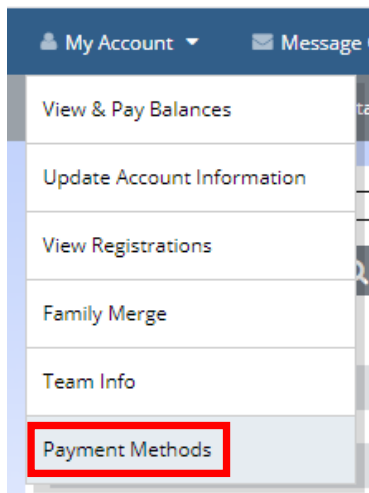 My Account Message
View & Pay Balances
Update Account Information
View Registrations
Family Merge
Team Info
Payment Methods